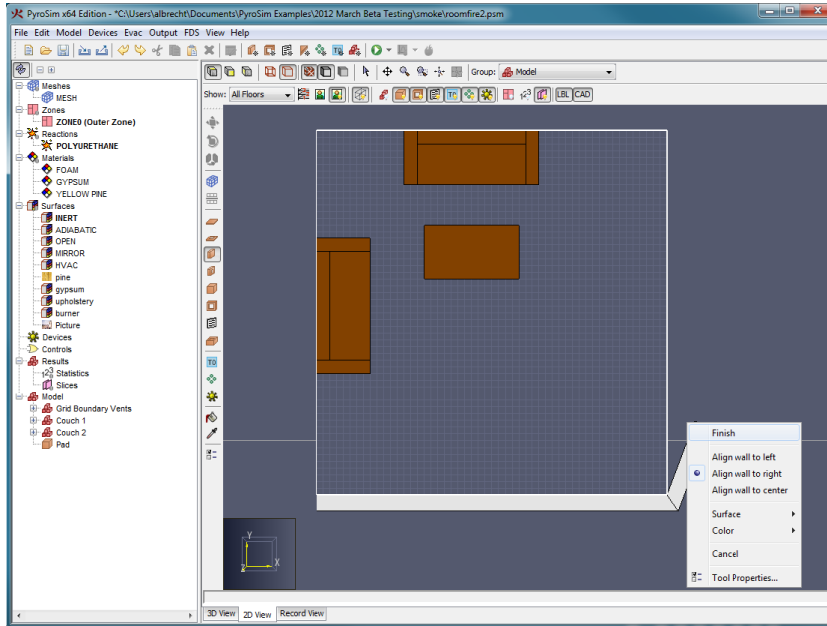 PyroSim x64 Edition - *C:\Users\albrecht\Documents\PyroSim Examples\2012 March Beta Testing\smoke\roomfire2.psm
File Edit Model Devices Evac Output FDS View Help
Group: Model
Show: All Floors
LBL CAD
Meshes
MESH
Zones
ZONE0 (Outer Zone)
Reactions
POLYURETHANE
Materials
FOAM
GYPSUM
YELLOW PINE
Surfaces
INERT
ADIABATIC
OPEN
MIRROR
HVAC
pine
gypsum
upholstery
burner
Picture
Devices
Controls
Results
Statistics
Slices
Model
Grid Boundary Vents
Couch 1
Couch 2
Pad
Finish
Align wall to left
Align wall to right
Align wall to center
Surface
Color
Cancel
Tool Properties...
Y
Z
X
3D View 2D View Record View